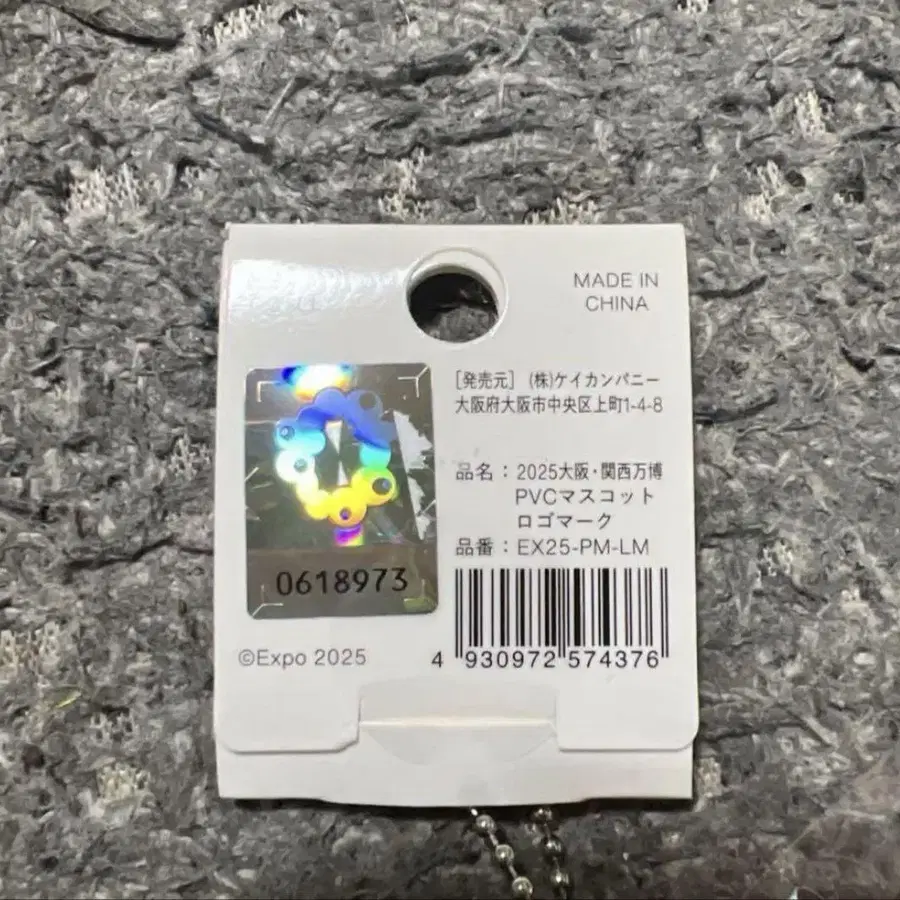 MADE IN
CHINA
[発売元] (株)ケイカンパニー
大阪府大阪市中央区上町1-4-8
品名：2025大阪・関西万博
PVCマスコット
ロゴマーク
品番：EX25-PM-LM
0618973
©Expo 2025
4 930972 574376